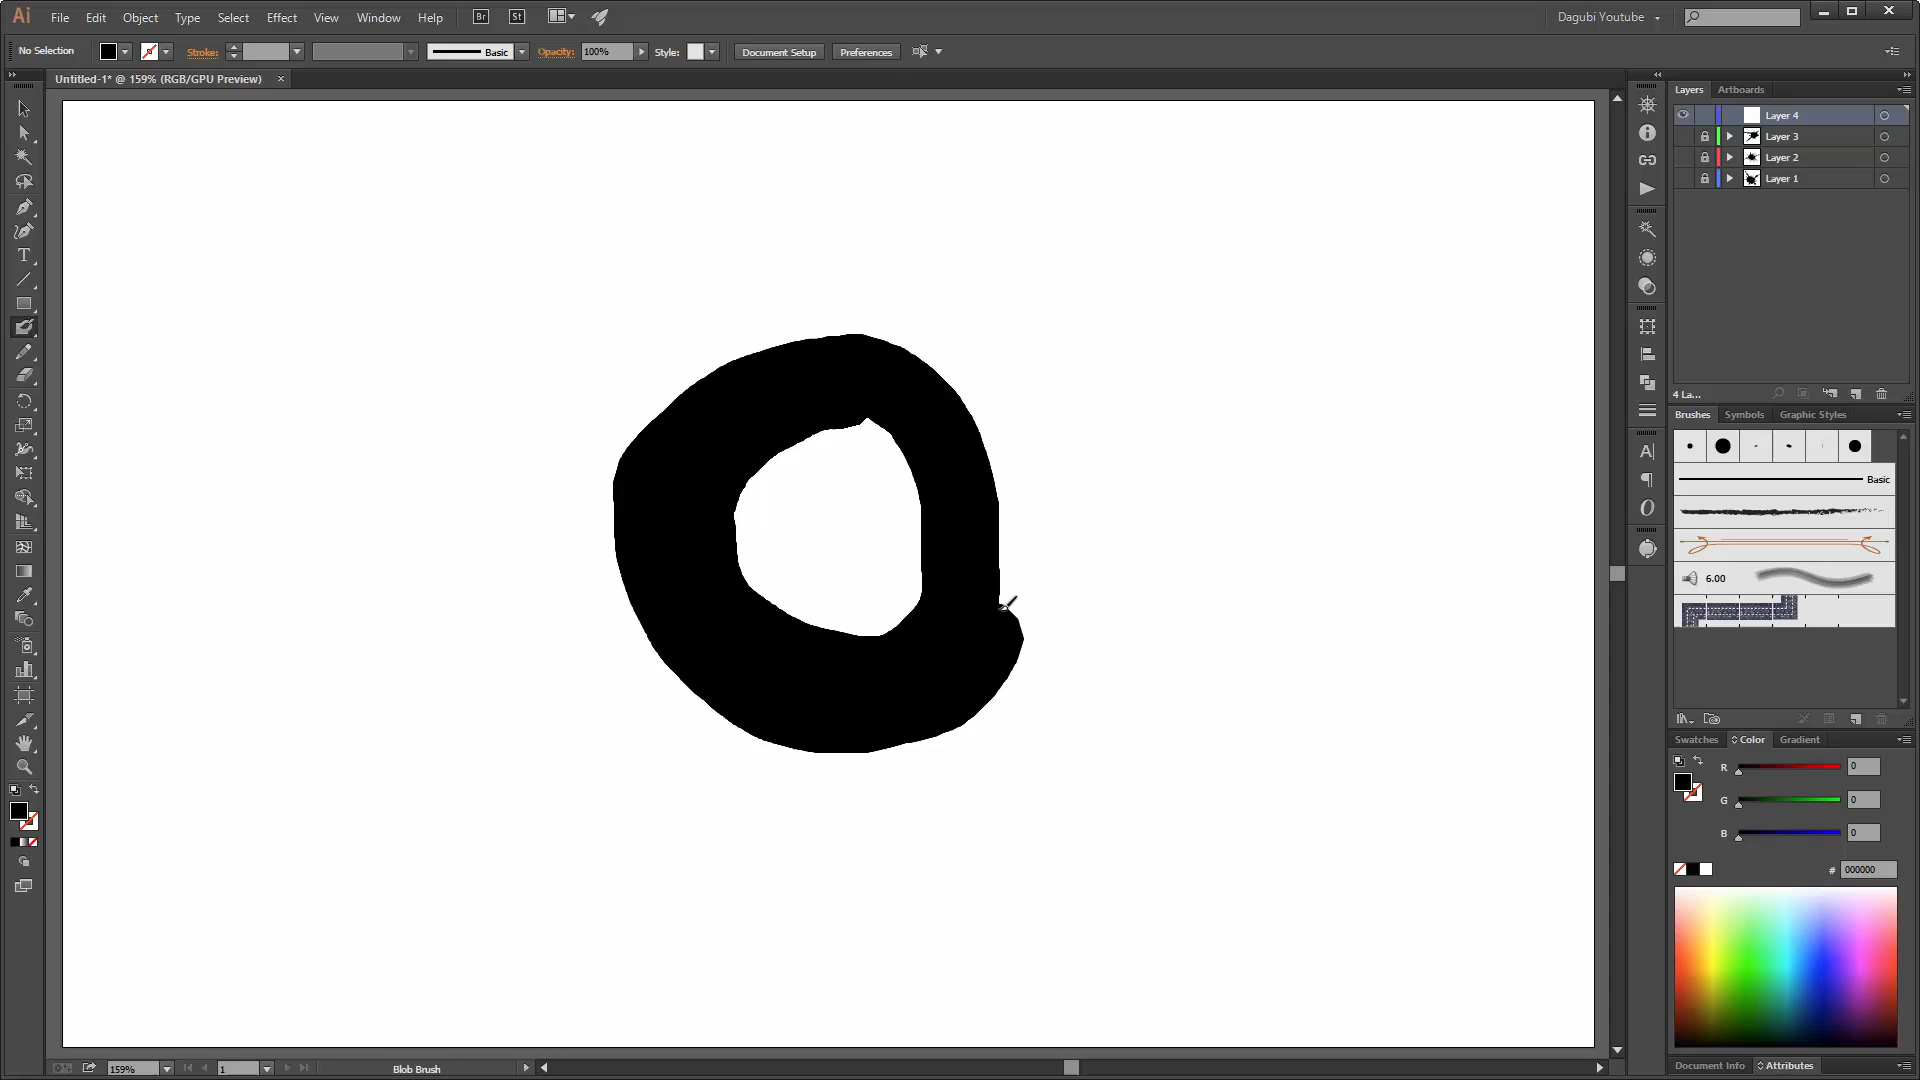 Ai File Edit Object Type Select Effect View Window Help Br St Dagubi Youtube
No Selection Stroke: Basic Opacity: 100% Style: Document Setup Preferences
Untitled-1* @ 159% (RGB/GPU Preview) ×
Layers Artboards
Layer 4
Layer 3
Layer 2
Layer 1
4 La...
Brushes Symbols Graphic Styles
Basic
6.00
Swatches Color Gradient
R 0
G 0
B 0
# 000000
159% 1 Blob Brush
Document Info Attributes